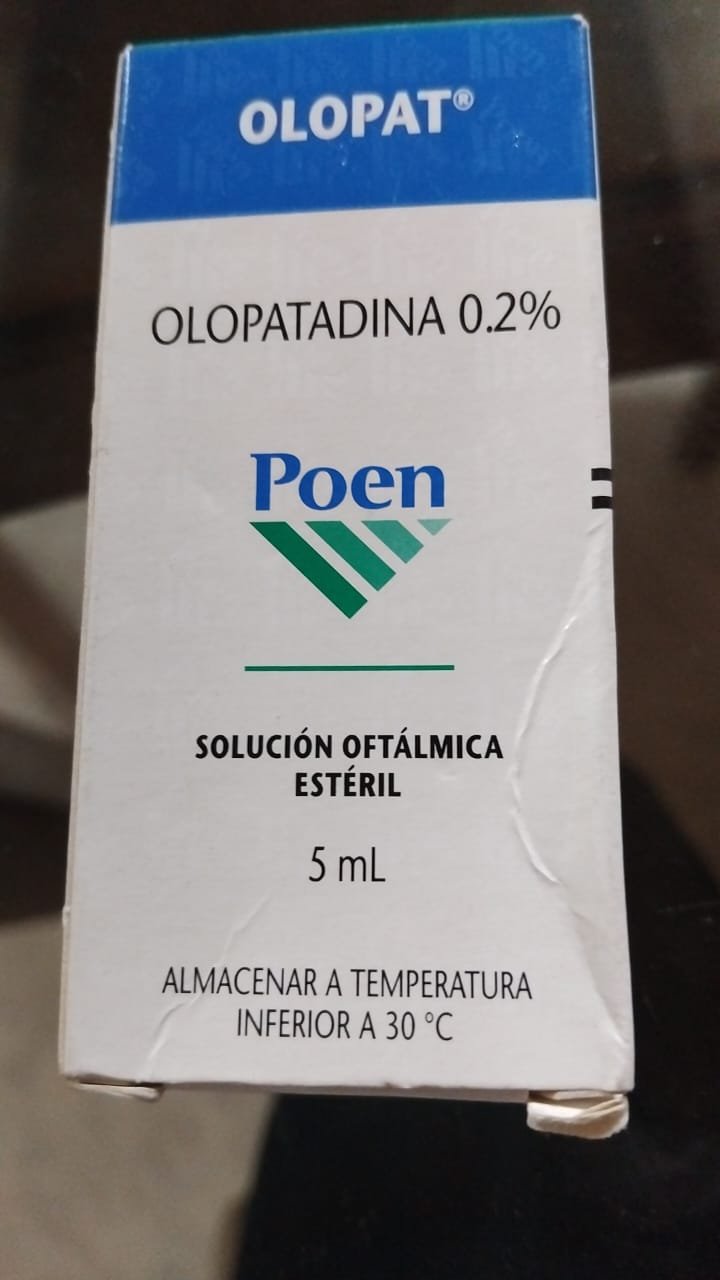 OLOPAT®
OLOPATADINA 0.2%
Poen
SOLUCIÓN OFTÁLMICA
ESTÉRIL
5 mL
ALMACENAR A TEMPERATURA
INFERIOR A 30 °C